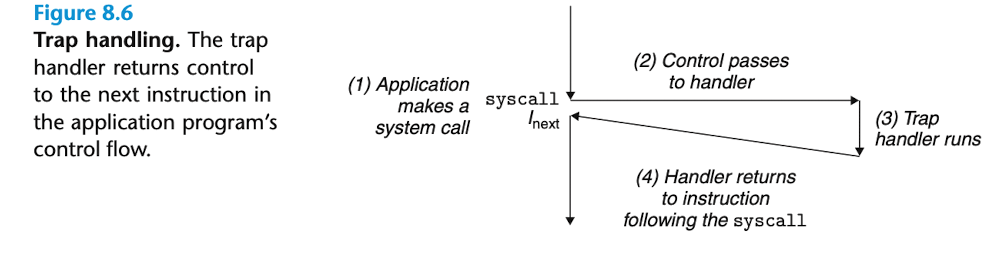 Figure 8.6
Trap handling. The trap
handler returns control
to the next instruction in
the application program’s
control flow.
(1) Application
makes a
system call
syscall
Inext
(2) Control passes
to handler
(3) Trap
handler runs
(4) Handler returns
to instruction
following the syscall